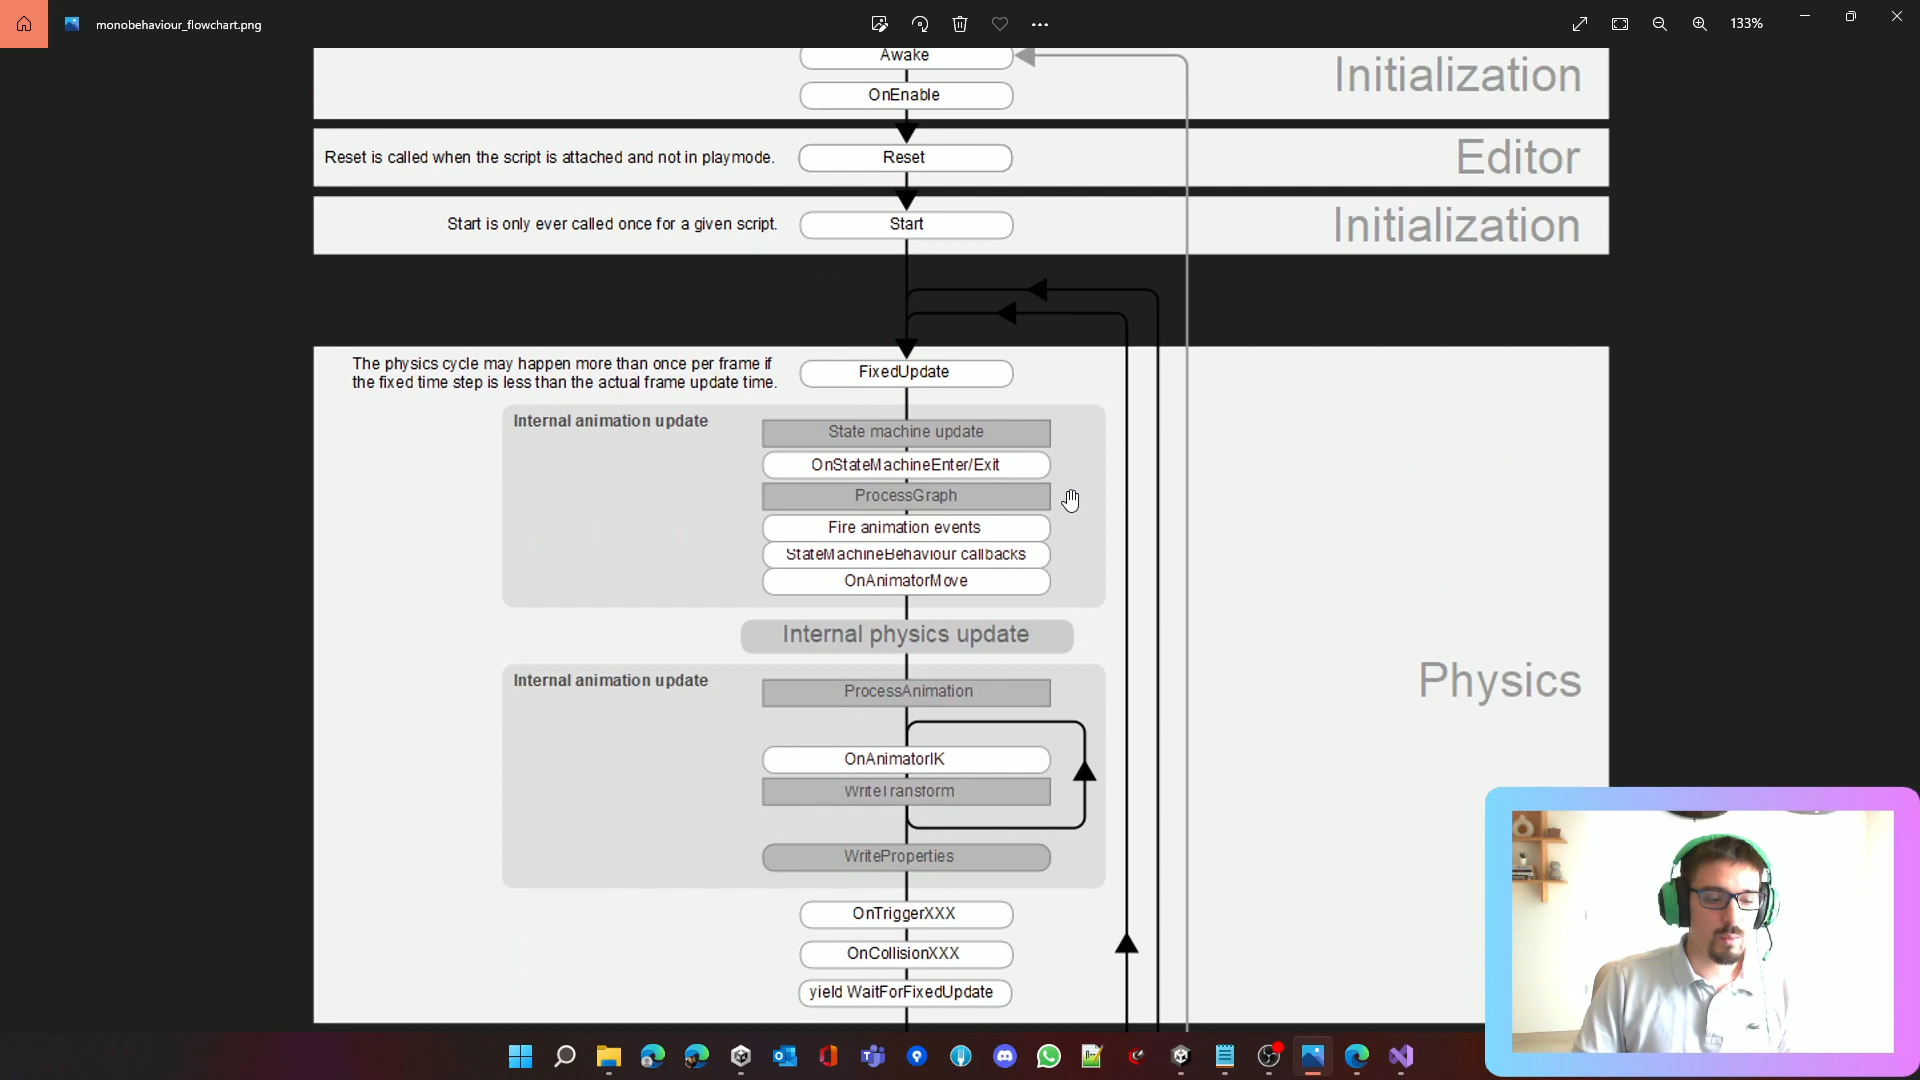 monobehaviour_flowchart.png
133%
Awake
OnEnable
Initialization
Reset is called when the script is attached and not in playmode.
Reset
Editor
Start is only ever called once for a given script.
Start
Initialization
The physics cycle may happen more than once per frame if
the fixed time step is less than the actual frame update time.
FixedUpdate
Internal animation update
State machine update
OnStateMachineEnter/Exit
ProcessGraph
Fire animation events
StateMachineBehaviour callbacks
OnAnimatorMove
Internal physics update
Physics
Internal animation update
ProcessAnimation
OnAnimatorIK
WriteTransform
WriteProperties
OnTriggerXXX
OnCollisionXXX
yield WaitForFixedUpdate